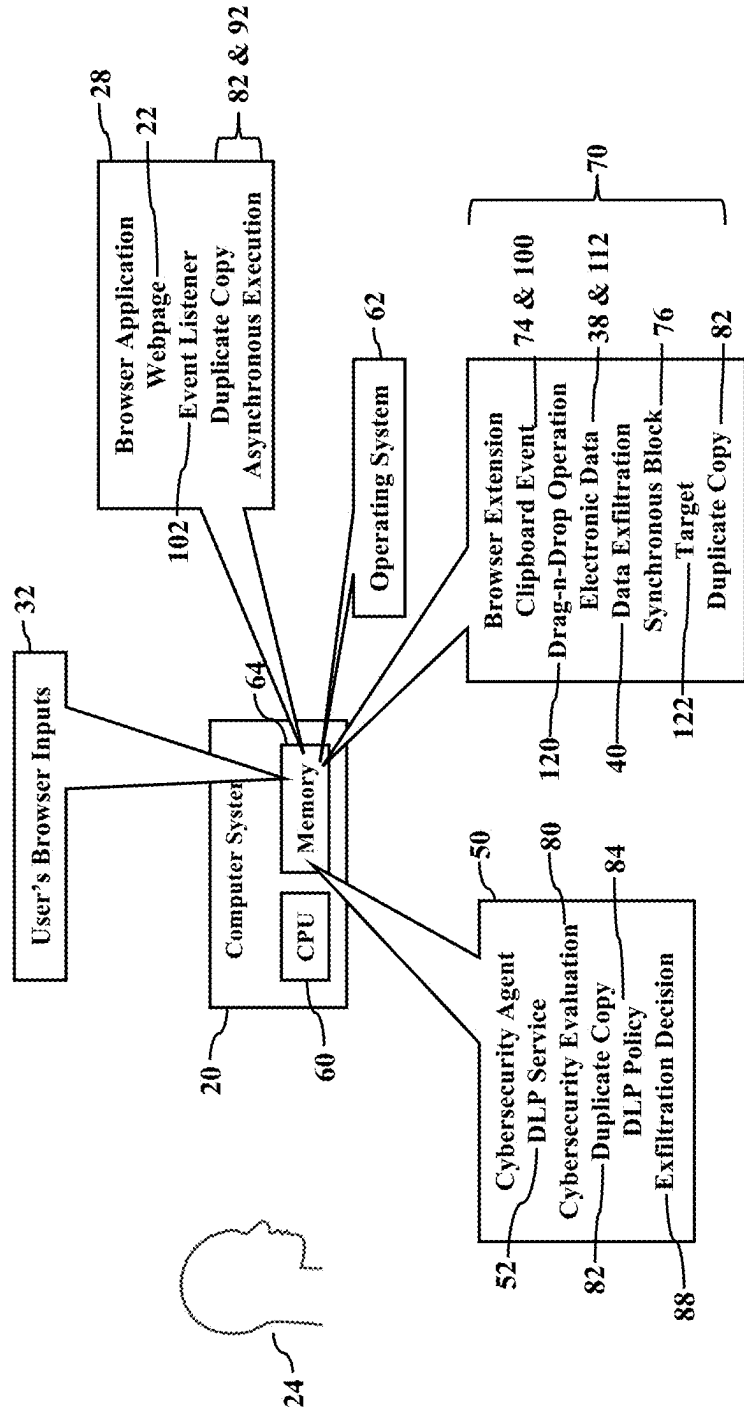 32
User's Browser Inputs
20
Computer System
64
CPU
Memory
60
24
28
Browser Application
Webpage 22
102 Event Listener
Duplicate Copy
Asynchronous Execution
82 & 92
62
Operating System
50
Cybersecurity Agent
52 DLP Service
Cybersecurity Evaluation 80
82 Duplicate Copy
DLP Policy 84
88 Exfiltration Decision
70
Browser Extension
Clipboard Event 74 & 100
120 Drag-n-Drop Operation
Electronic Data 38 & 112
40 Data Exfiltration
Synchronous Block 76
122 Target
Duplicate Copy 82